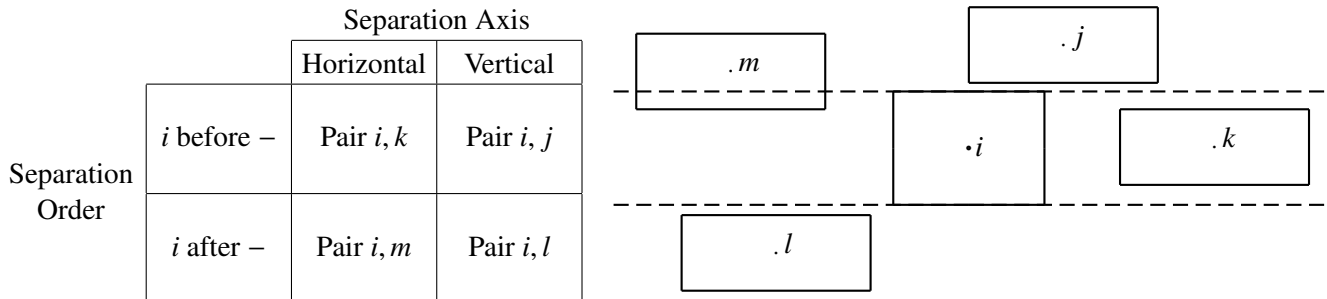 Separation Axis
Horizontal Vertical
Separation Order
i before – Pair i, k Pair i, j
i after – Pair i, m Pair i, l
. j
. m
. k
. i
. l